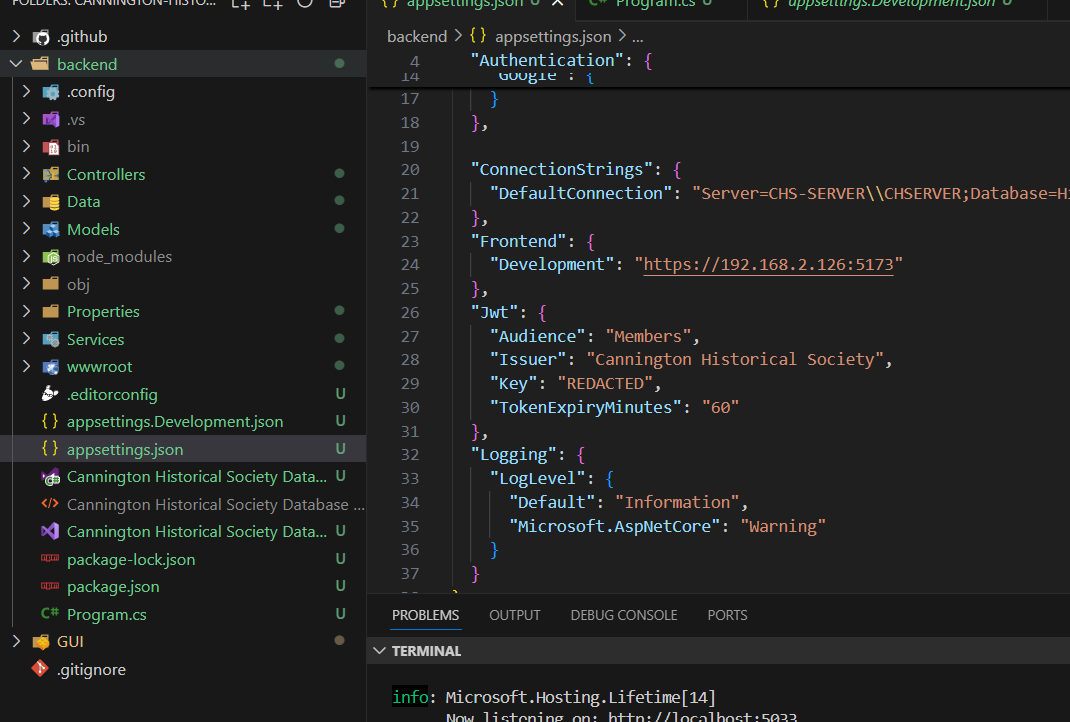 FOLDERS: CANNINGTON-HISTO...
.github
backend
.config
.vs
bin
Controllers
Data
Models
node_modules
obj
Properties
Services
wwwroot
.editorconfig
appsettings.Development.json U
{} appsettings.json U
Cannington Historical Society Data... U
Cannington Historical Society Database ...
Cannington Historical Society Data... U
package-lock.json U
package.json U
Program.cs U
GUI
.gitignore
{} appsettings.json U
C# Program.cs U
{} appsettings.Development.json U
backend > {} appsettings.json > ...
4 "Authentication": {
14 "Google": {
17 }
18 },
19
20 "ConnectionStrings": {
21 "DefaultConnection": "Server=CHS-SERVER\\CHSERVER;Database=Hi
22 },
23 "Frontend": {
24 "Development": "https://192.168.2.126:5173"
25 },
26 "Jwt": {
27 "Audience": "Members",
28 "Issuer": "Cannington Historical Society",
29 "Key": "REDACTED",
30 "TokenExpiryMinutes": "60"
31 },
32 "Logging": {
33 "LogLevel": {
34 "Default": "Information",
35 "Microsoft.AspNetCore": "Warning"
36 }
37 }
PROBLEMS OUTPUT DEBUG CONSOLE PORTS
TERMINAL
info: Microsoft.Hosting.Lifetime[14]
Now listening on: http://localhost:5033